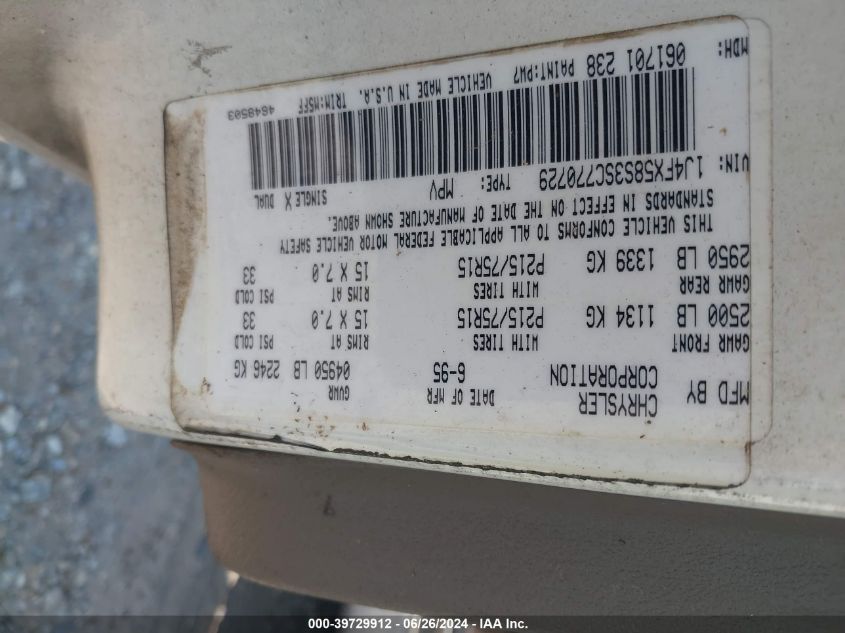 MFD BY CHRYSLER CORPORATION DATE OF MFR 6-95 GVWR 04950 LB 2246 KG
GAWR FRONT WITH TIRES RIMS AT PSI COLD
2500 LB 1134 KG P215/75R15 15 X 7.0 33
GAWR REAR WITH TIRES RIMS AT PSI COLD
2950 LB 1339 KG P215/75R15 15 X 7.0 33
THIS VEHICLE CONFORMS TO ALL APPLICABLE FEDERAL MOTOR VEHICLE SAFETY
STANDARDS IN EFFECT ON THE DATE OF MANUFACTURE SHOWN ABOVE.
VIN: 1J4FX58S3SC770729 TYPE: MPV SINGLE X DUAL
MDH: 061701 238 PAINT:PW7 VEHICLE MADE IN U.S.A. TRIM:M5FF 4648503
000-39729912 - 06/26/2024 - IAA Inc.